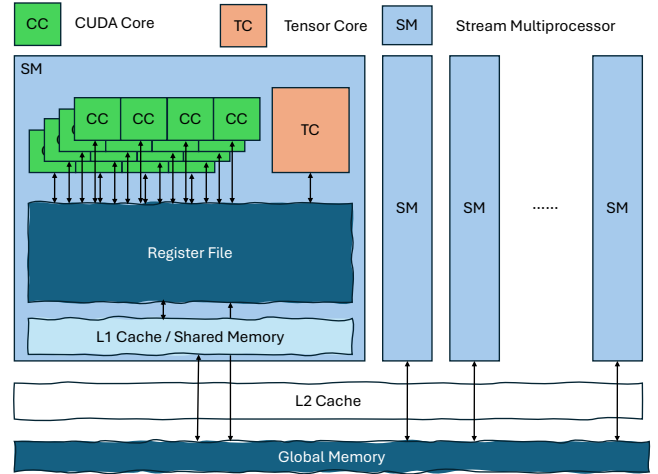 CC CUDA Core TC Tensor Core SM Stream Multiprocessor
SM
CC CC CC CC
TC
SM SM ...... SM
Register File
L1 Cache / Shared Memory
L2 Cache
Global Memory